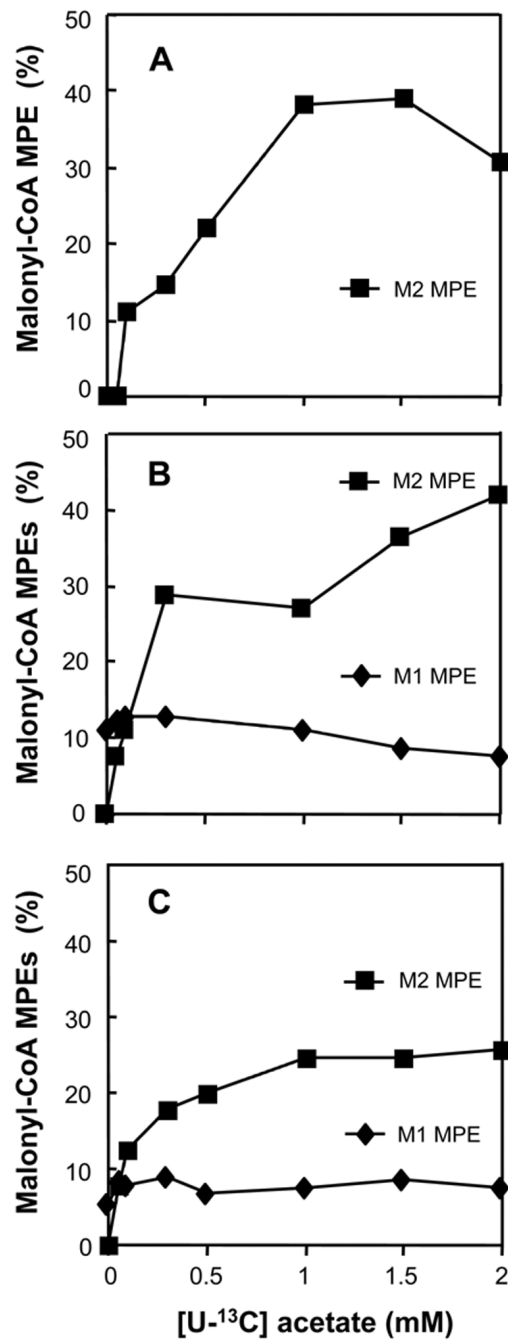 A
Malonyl-CoA MPE (%)
50
40
30
20
10
0
M2 MPE
B
Malonyl-CoA MPEs (%)
50
40
30
20
10
0
M2 MPE
M1 MPE
C
Malonyl-CoA MPEs (%)
50
40
30
20
10
0
M2 MPE
M1 MPE
0 0.5 1 1.5 2
[U-¹³C] acetate (mM)